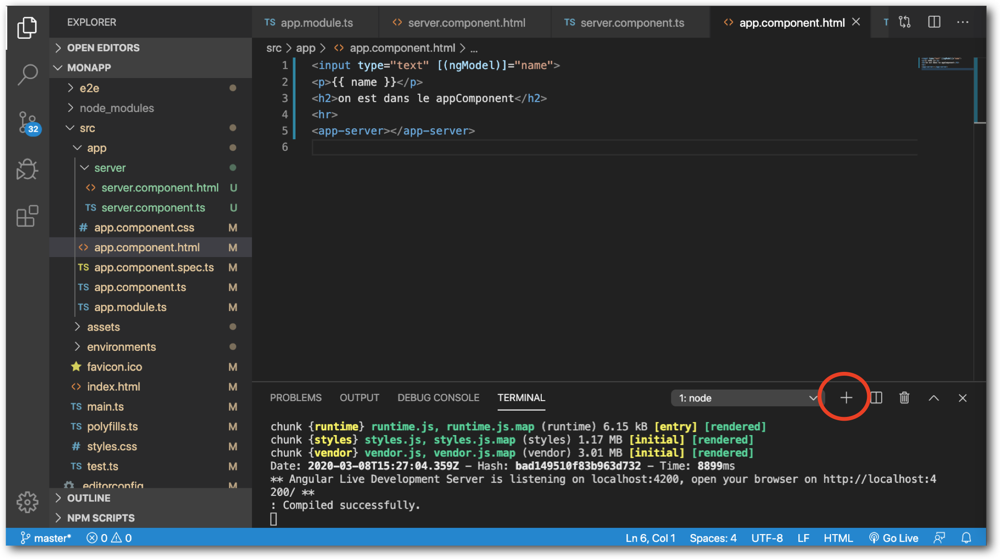 EXPLORER
OPEN EDITORS
MONAPP
e2e
node_modules
src
app
server
server.component.html U
TS server.component.ts U
# app.component.css M
<> app.component.html M
TS app.component.spec.ts M
TS app.component.ts M
TS app.module.ts M
assets
environments
favicon.ico M
<> index.html M
TS main.ts M
TS polyfills.ts M
# styles.css M
TS test.ts M
.editorconfig M
OUTLINE
NPM SCRIPTS
32
TS app.module.ts
<> server.component.html
TS server.component.ts
<> app.component.html
T
src > app > <> app.component.html > ...
1 <input type="text" [(ngModel)]="name">
2 <p>{{ name }}</p>
3 <h2>on est dans le appComponent</h2>
4 <hr>
5 <app-server></app-server>
6
PROBLEMS OUTPUT DEBUG CONSOLE TERMINAL 1: node
chunk {runtime} runtime.js, runtime.js.map (runtime) 6.15 kB [entry] [rendered]
chunk {styles} styles.js, styles.js.map (styles) 1.17 MB [initial] [rendered]
chunk {vendor} vendor.js, vendor.js.map (vendor) 3.01 MB [initial] [rendered]
Date: 2020-03-08T15:27:04.359Z - Hash: bad149510f83b963d732 - Time: 8899ms
** Angular Live Development Server is listening on localhost:4200, open your browser on http://localhost:4
200/ **
: Compiled successfully.
master* 0 0 Ln 6, Col 1 Spaces: 4 UTF-8 LF HTML Go Live